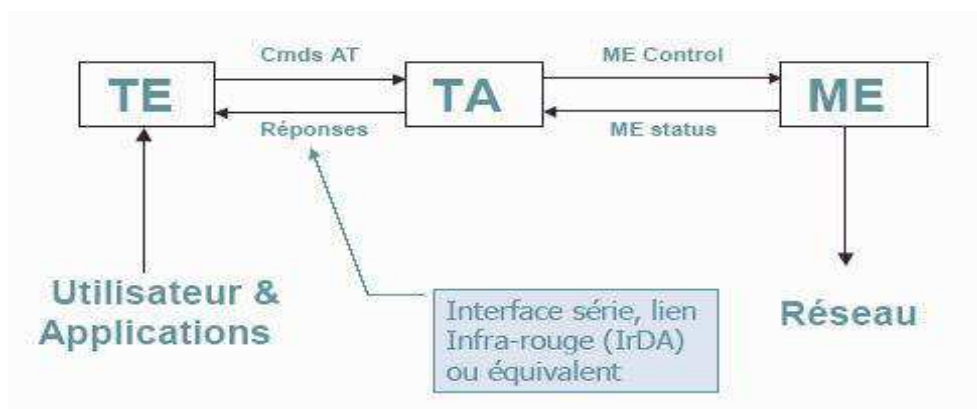 Cmds AT
ME Control
TE
TA
ME
Réponses
ME status
Utilisateur &
Applications
Interface série, lien
Infra-rouge (IrDA)
ou équivalent
Réseau